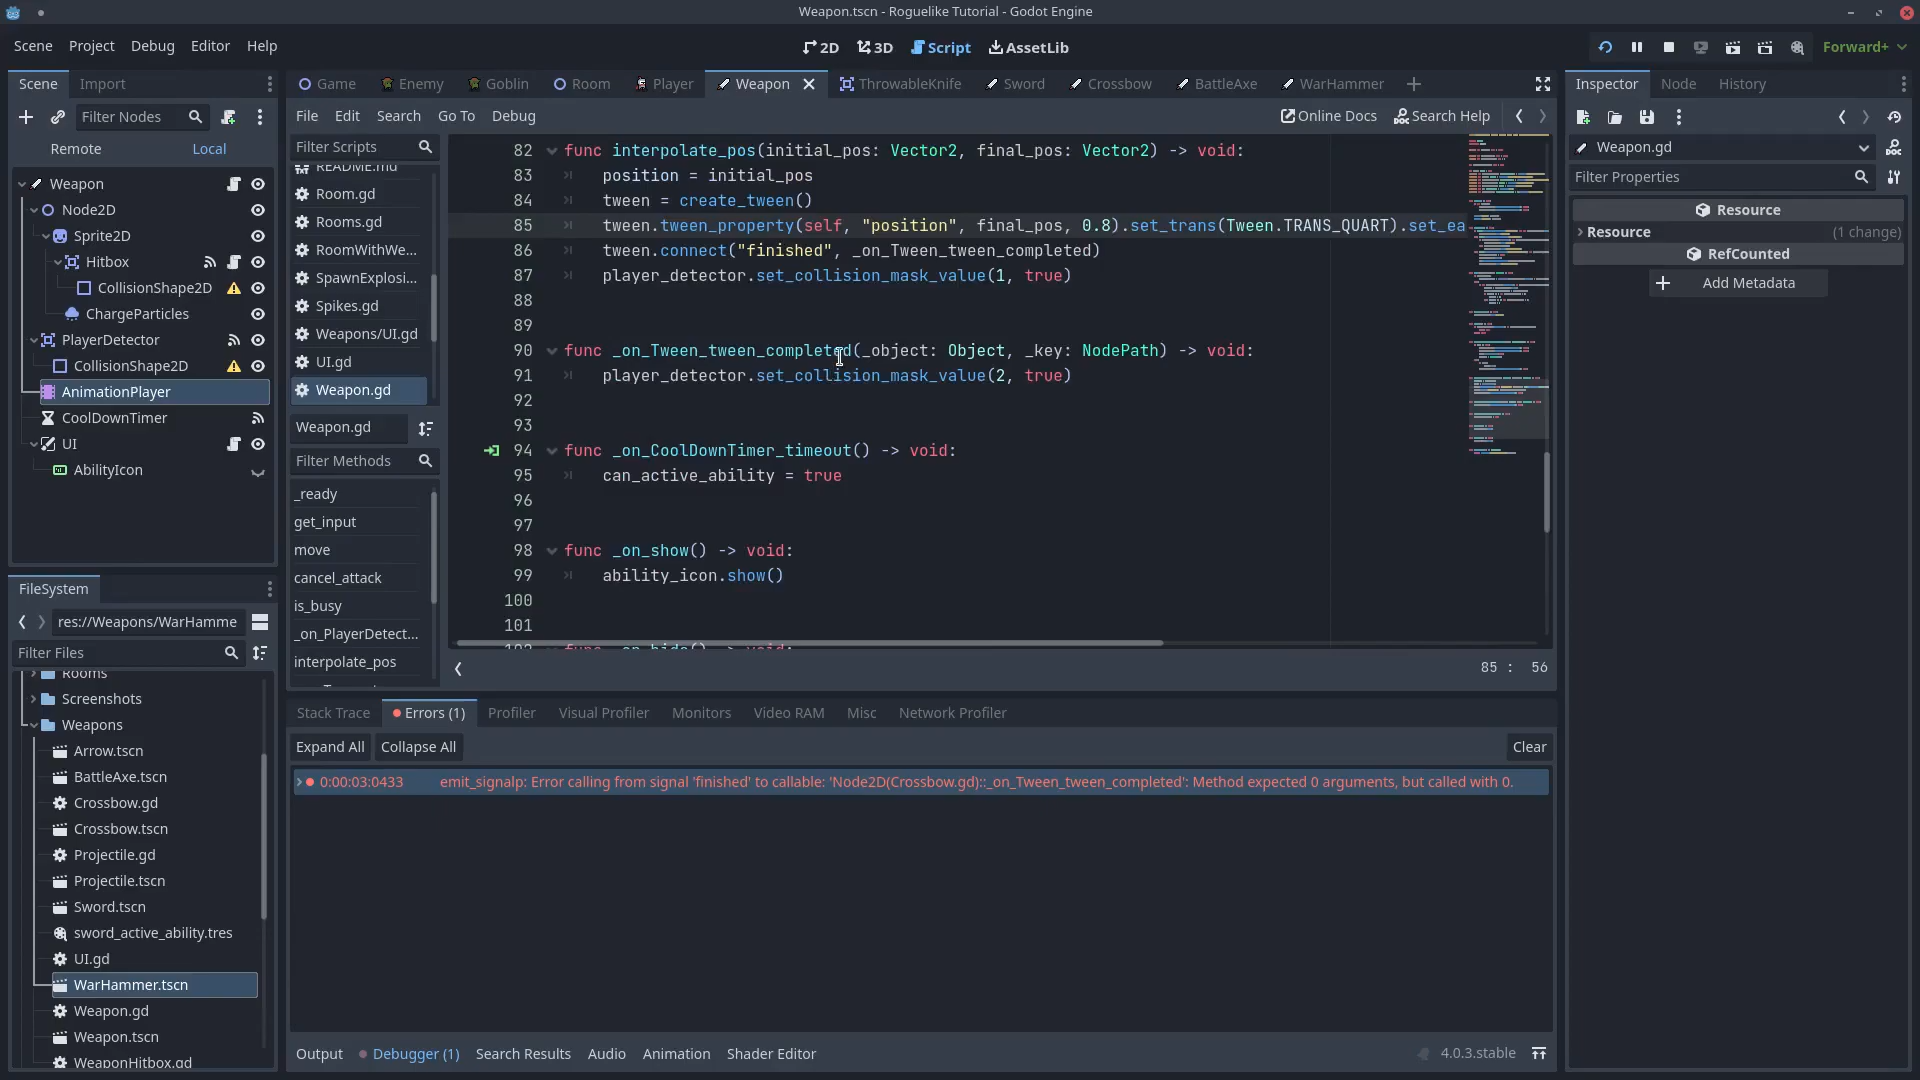 Weapon.tscn - Roguelike Tutorial - Godot Engine
Scene Project Debug Editor Help
2D 3D Script AssetLib
Forward+
Scene Import
Filter Nodes
Remote Local
Weapon
Node2D
Sprite2D
Hitbox
CollisionShape2D
ChargeParticles
PlayerDetector
CollisionShape2D
AnimationPlayer
CoolDownTimer
UI
AbilityIcon
FileSystem
res://Weapons/WarHamme
Filter Files
Rooms
Screenshots
Weapons
Arrow.tscn
BattleAxe.tscn
Crossbow.gd
Crossbow.tscn
Projectile.gd
Projectile.tscn
Sword.tscn
sword_active_ability.tres
UI.gd
WarHammer.tscn
Weapon.gd
Weapon.tscn
WeaponHitbox.gd
Game Enemy Goblin Room Player Weapon ThrowableKnife Sword Crossbow BattleAxe WarHammer
File Edit Search Go To Debug
Online Docs Search Help
Filter Scripts
README.md
Room.gd
Rooms.gd
RoomWithWe...
SpawnExplosi...
Spikes.gd
Weapons/UI.gd
UI.gd
Weapon.gd
Weapon.gd
Filter Methods
_ready
get_input
move
cancel_attack
is_busy
_on_PlayerDetect...
interpolate_pos
82 func interpolate_pos(initial_pos: Vector2, final_pos: Vector2) -> void:
83 position = initial_pos
84 tween = create_tween()
85 tween.tween_property(self, "position", final_pos, 0.8).set_trans(Tween.TRANS_QUART).set_ea
86 tween.connect("finished", _on_Tween_tween_completed)
87 player_detector.set_collision_mask_value(1, true)
88
89
90 func _on_Tween_tween_completed(_object: Object, _key: NodePath) -> void:
91 player_detector.set_collision_mask_value(2, true)
92
93
94 func _on_CoolDownTimer_timeout() -> void:
95 can_active_ability = true
96
97
98 func _on_show() -> void:
99 ability_icon.show()
100
101
102 func _on_hide() -> void:
85 : 56
Stack Trace Errors (1) Profiler Visual Profiler Monitors Video RAM Misc Network Profiler
Expand All Collapse All Clear
0:00:03:0433 emit_signalp: Error calling from signal 'finished' to callable: 'Node2D(Crossbow.gd)::_on_Tween_tween_completed': Method expected 0 arguments, but called with 0.
Output Debugger (1) Search Results Audio Animation Shader Editor
4.0.3.stable
Inspector Node History
Weapon.gd
Filter Properties
Resource
Resource (1 change)
RefCounted
Add Metadata